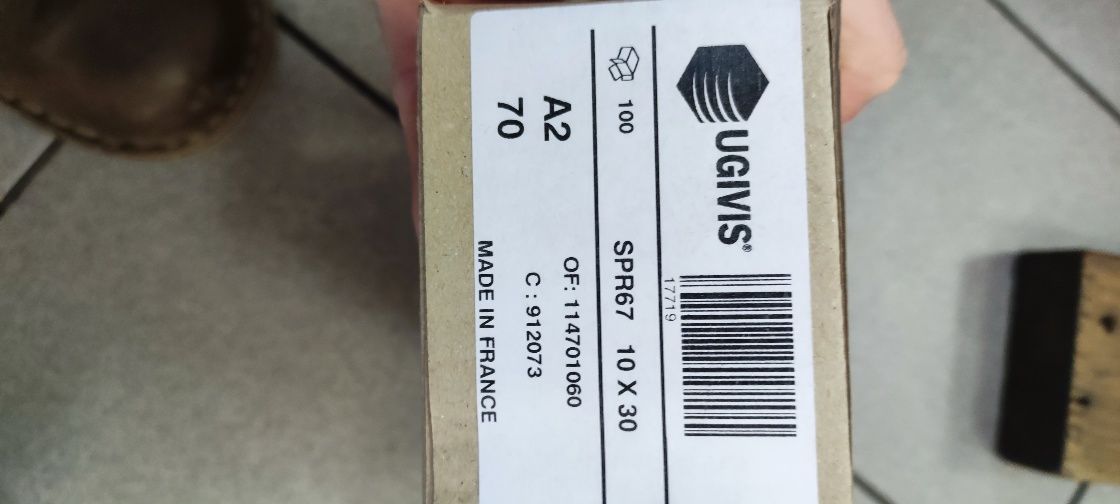 UGIVIS®
17719
100
SPR67 10 X 30
A2
70
OF: 114701060
C : 912073
MADE IN FRANCE